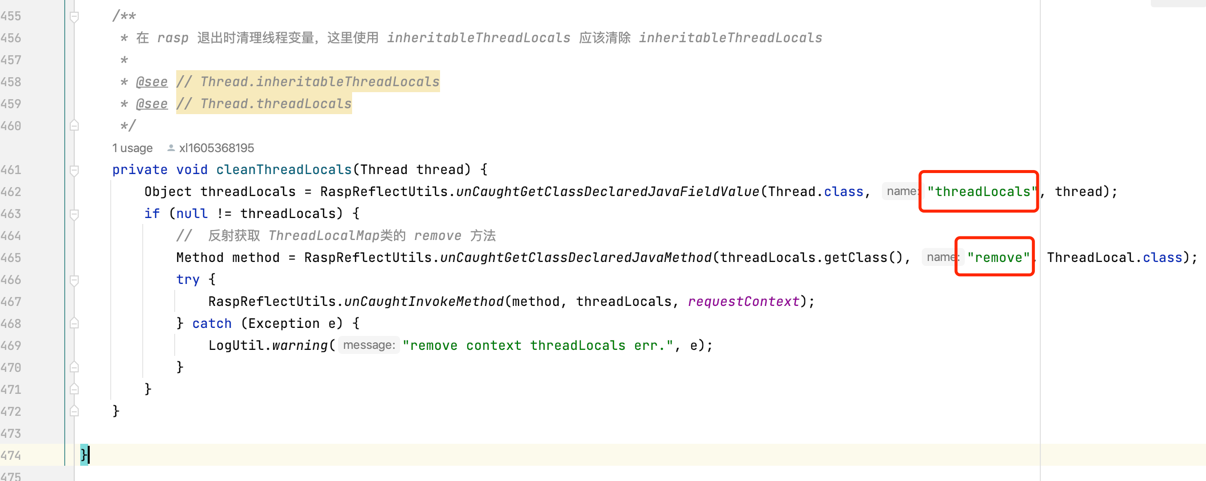 455 /**
456 * 在 rasp 退出时清理线程变量，这里使用 inheritableThreadLocals 应该清除 inheritableThreadLocals
457 *
458 * @see // Thread.inheritableThreadLocals
459 * @see // Thread.threadLocals
460 */
1 usage xl1605368195
461 private void cleanThreadLocals(Thread thread) {
462 Object threadLocals = RaspReflectUtils.unCaughtGetClassDeclaredJavaFieldValue(Thread.class, name: "threadLocals", thread);
463 if (null != threadLocals) {
464 // 反射获取 ThreadLocalMap类的 remove 方法
465 Method method = RaspReflectUtils.unCaughtGetClassDeclaredJavaMethod(threadLocals.getClass(), name: "remove", ThreadLocal.class);
466 try {
467 RaspReflectUtils.unCaughtInvokeMethod(method, threadLocals, requestContext);
468 } catch (Exception e) {
469 LogUtil.warning( message: "remove context threadLocals err.", e);
470 }
471 }
472 }
473
474 }
475